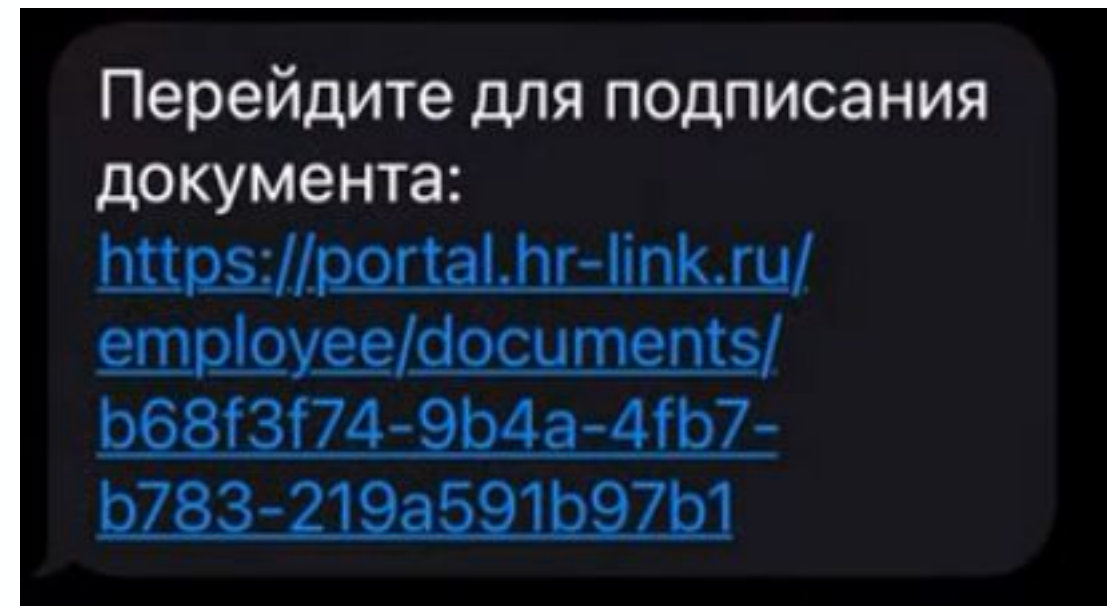 Перейдите для подписания
документа:
https://portal.hr-link.ru/
employee/documents/
b68f3f74-9b4a-4fb7-
b783-219a591b97b1